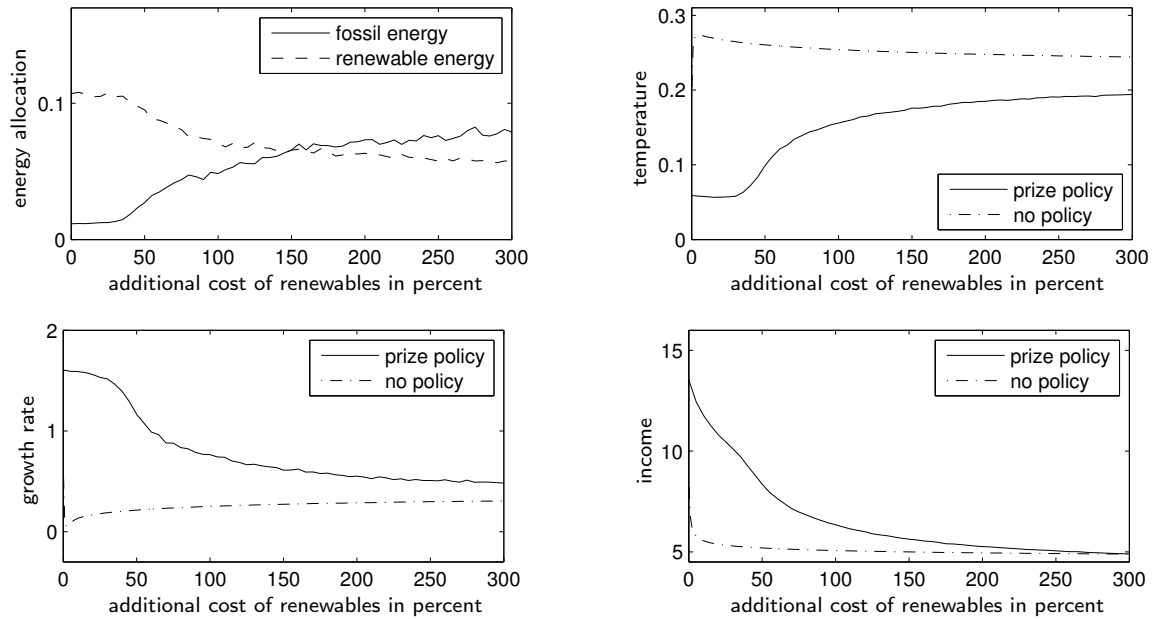 fossil energy
renewable energy
0.1
0
energy allocation
0 50 100 150 200 250 300
additional cost of renewables in percent
0.3
0.2
0.1
0
temperature
prize policy
no policy
0 50 100 150 200 250 300
additional cost of renewables in percent
2
1
0
growth rate
prize policy
no policy
0 50 100 150 200 250 300
additional cost of renewables in percent
15
10
5
income
prize policy
no policy
0 50 100 150 200 250 300
additional cost of renewables in percent